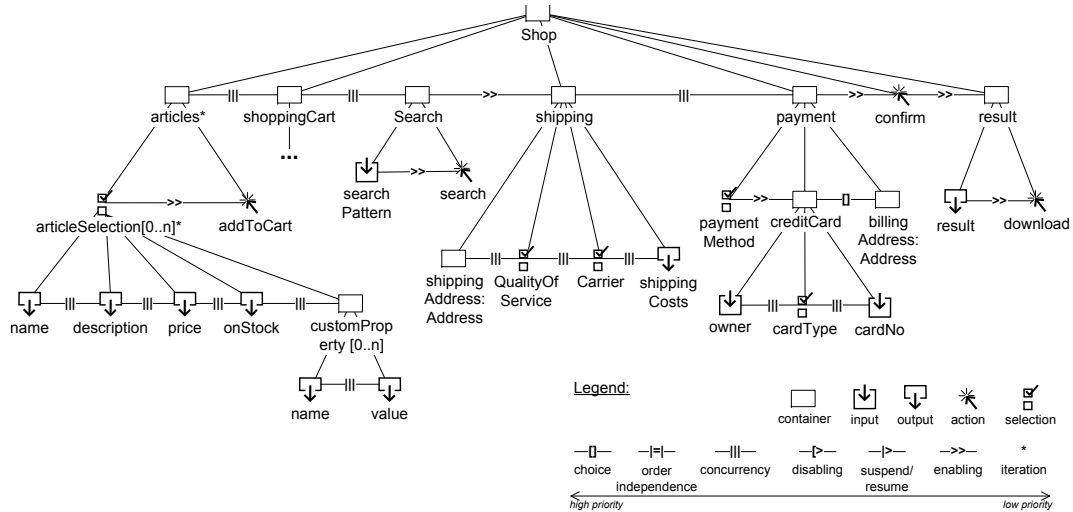 Shop
articles* ||| shoppingCart ||| Search >> shipping ||| payment >> confirm >> result
...
search
Pattern >> search
articleSelection[0..n]* >> addToCart
payment
Method >> creditCard [] billing
Address:
Address
result >> download
shipping
Address:
Address ||| QualityOf
Service ||| Carrier ||| shipping
Costs
name ||| description ||| price ||| onStock ||| customProp
erty [0..n]
owner ||| cardType ||| cardNo
name ||| value
Legend:
container input output action selection
[] |=| ||| [> |> >> *
choice order
independence concurrency disabling suspend/
resume enabling iteration
high priority low priority